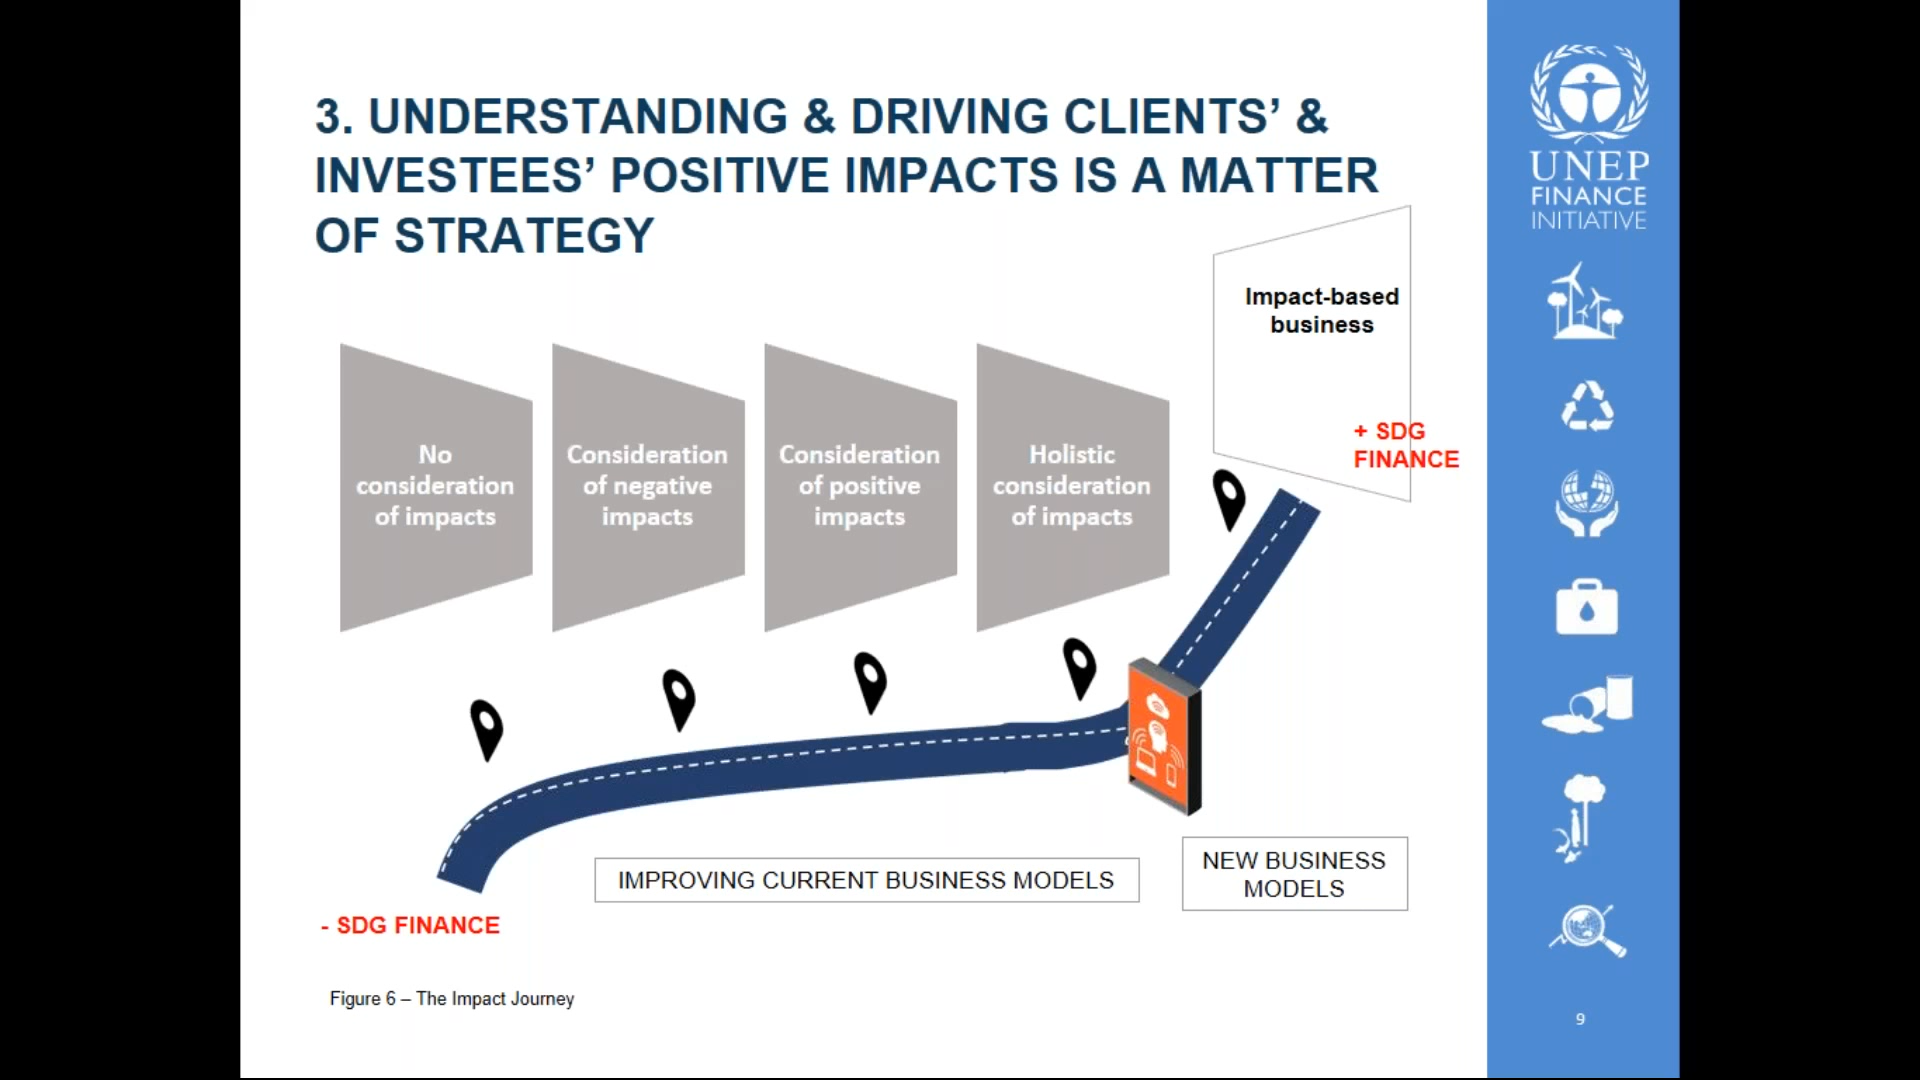 3. UNDERSTANDING & DRIVING CLIENTS’ &
INVESTEES’ POSITIVE IMPACTS IS A MATTER
OF STRATEGY
No
consideration
of impacts
Consideration
of negative
impacts
Consideration
of positive
impacts
Holistic
consideration
of impacts
Impact-based
business
+ SDG
FINANCE
IMPROVING CURRENT BUSINESS MODELS
NEW BUSINESS
MODELS
- SDG FINANCE
Figure 6 – The Impact Journey
UNEP
FINANCE
INITIATIVE
9